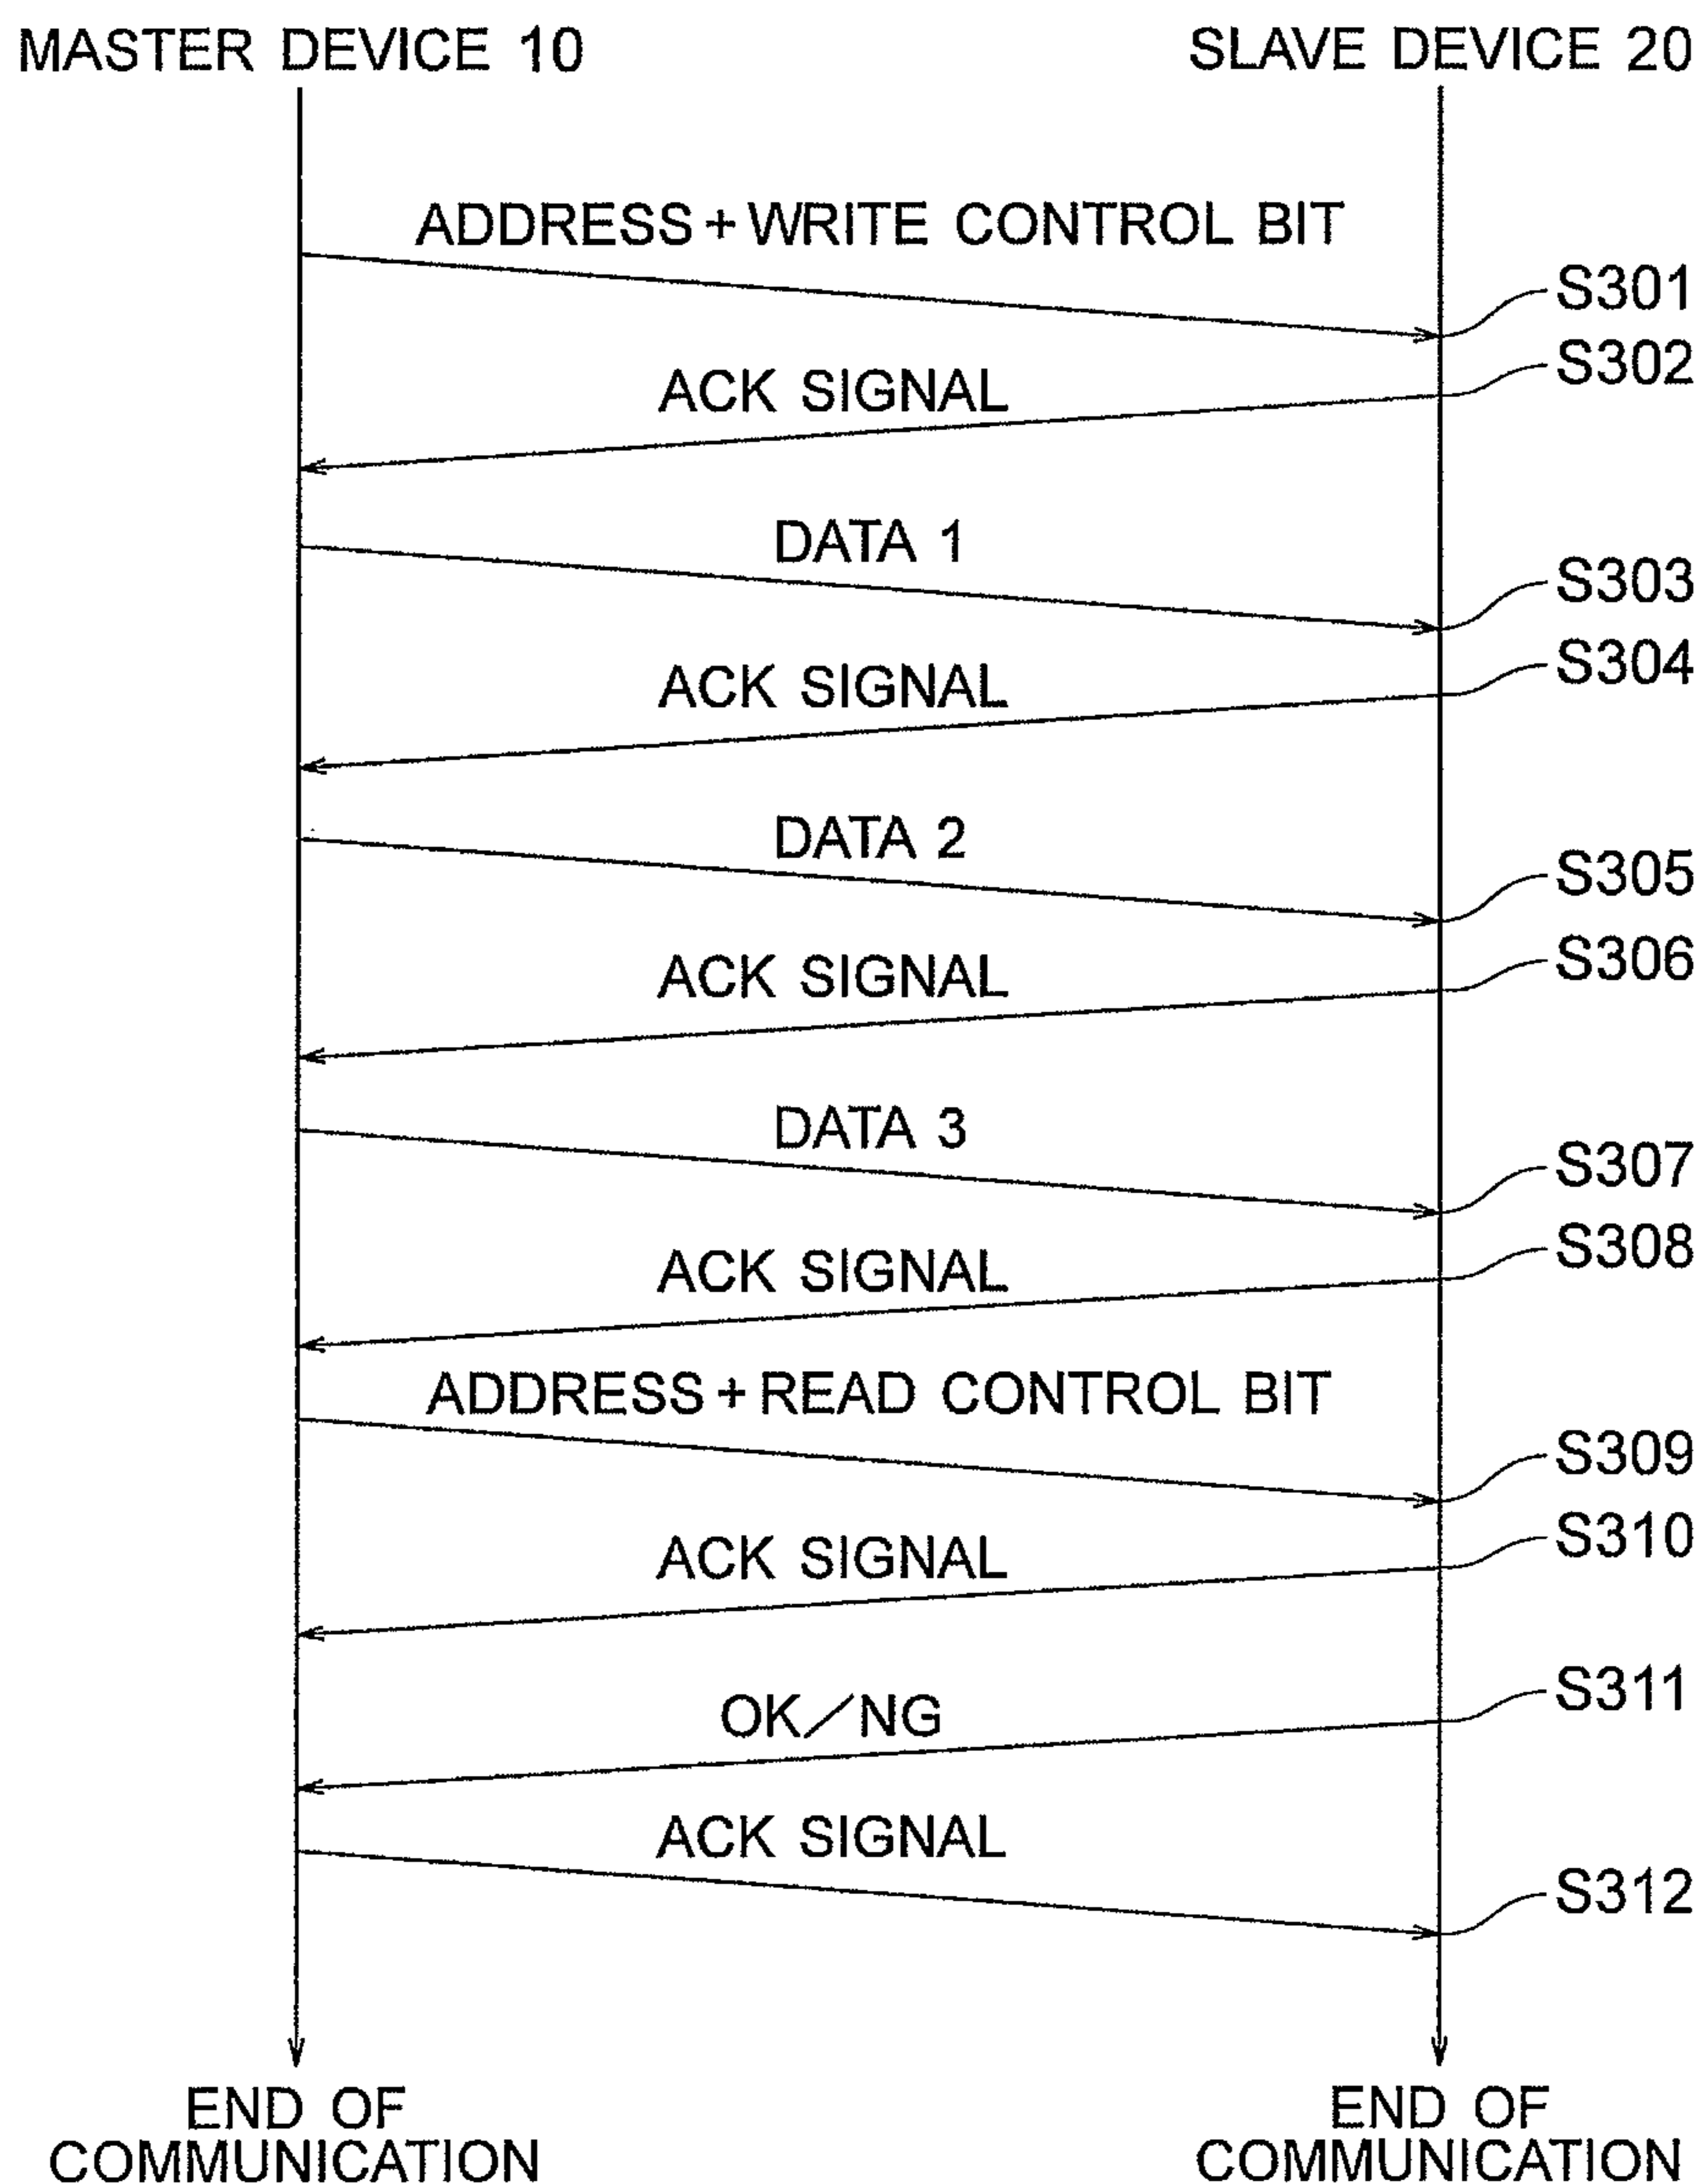 MASTER DEVICE 10
SLAVE DEVICE 20
ADDRESS + WRITE CONTROL BIT
S301
ACK SIGNAL
S302
DATA 1
S303
ACK SIGNAL
S304
DATA 2
S305
ACK SIGNAL
S306
DATA 3
S307
ACK SIGNAL
S308
ADDRESS + READ CONTROL BIT
S309
ACK SIGNAL
S310
OK/NG
S311
ACK SIGNAL
S312
END OF
COMMUNICATION
END OF
COMMUNICATION